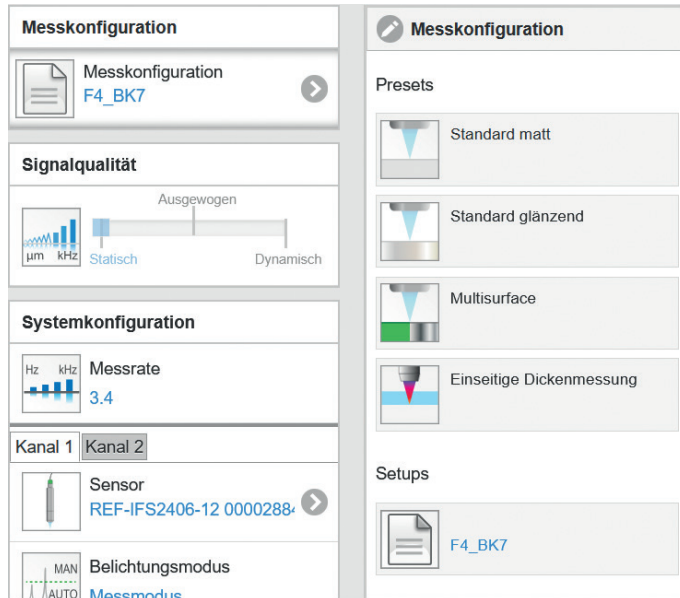 Messkonfiguration
Messkonfiguration
F4_BK7
Signalqualität
Ausgewogen
µm kHz
Statisch
Dynamisch
Systemkonfiguration
Hz kHz
Messrate
3.4
Kanal 1 Kanal 2
Sensor
REF-IFS2406-12 00002884
MAN
AUTO
Belichtungsmodus
Messmodus
Messkonfiguration
Presets
Standard matt
Standard glänzend
Multisurface
Einseitige Dickenmessung
Setups
F4_BK7